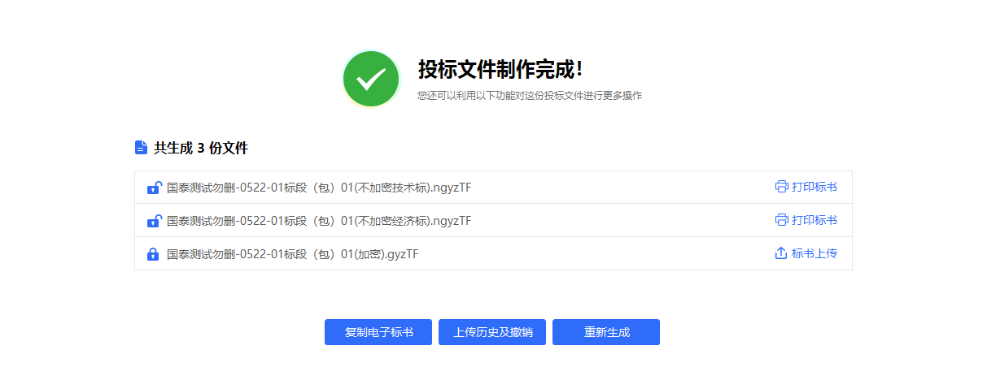 投标文件制作完成！
您还可以利用以下功能对这份投标文件进行更多操作
共生成 3 份文件
国泰测试勿删-0522-01标段（包）01(不加密技术标).ngyzTF 打印标书
国泰测试勿删-0522-01标段（包）01(不加密经济标).ngyzTF 打印标书
国泰测试勿删-0522-01标段（包）01(加密).gyzTF 标书上传
复制电子标书 上传历史及撤销 重新生成